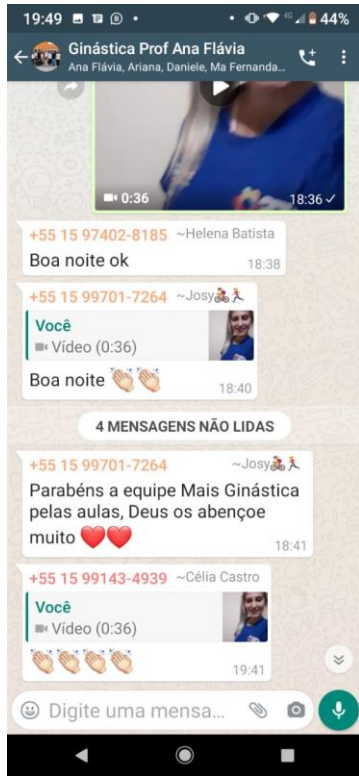 19:49 44%
Ginástica Prof Ana Flávia
Ana Flávia, Ariana, Daniele, Ma Fernanda...
0:36 18:36
+55 15 97402-8185 ~Helena Batista
Boa noite ok
18:38
+55 15 99701-7264 ~Josy🚴🏃
Você
Vídeo (0:36)
Boa noite 👏🏻👏🏻
18:40
4 MENSAGENS NÃO LIDAS
+55 15 99701-7264 ~Josy🚴🏃
Parabéns a equipe Mais Ginástica
pelas aulas, Deus os abençoe
muito ❤️❤️
18:41
+55 15 99143-4939 ~Célia Castro
Você
Vídeo (0:36)
👏🏻👏🏻👏🏻👏🏻
19:41
Digite uma mensa...